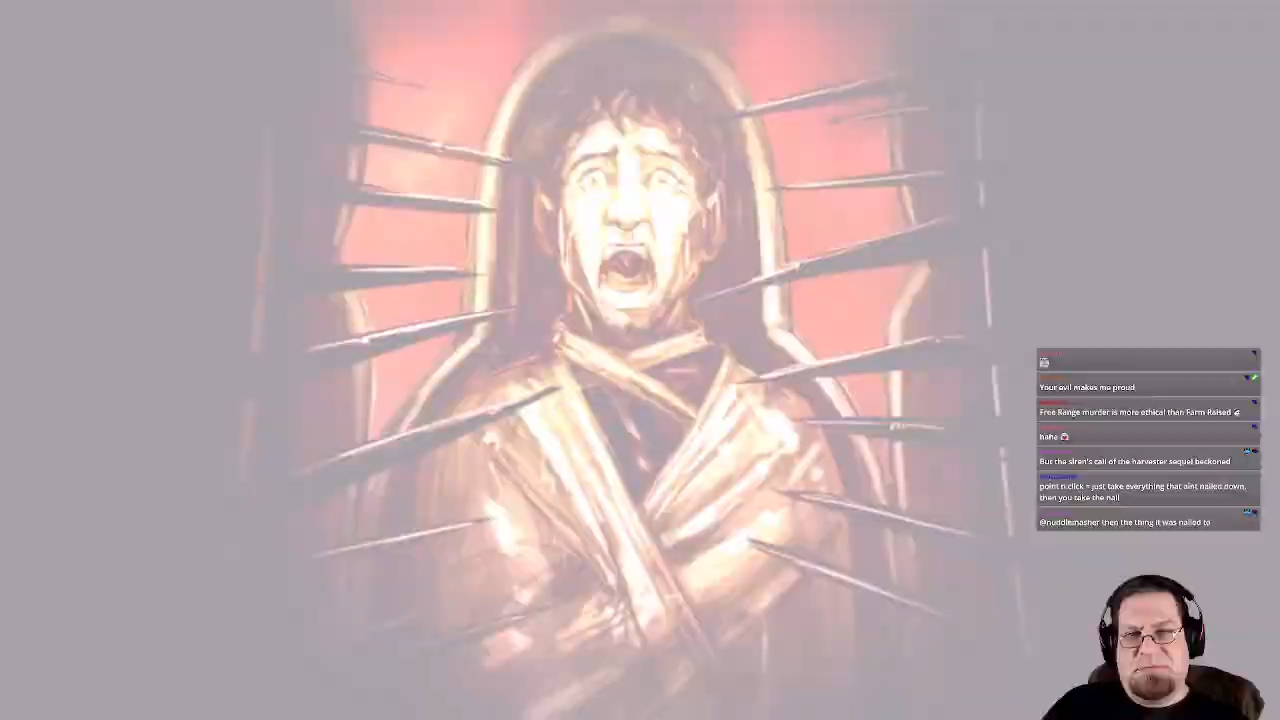 Your evil makes me proud
Free Range murder is more ethical than Farm Raised
hahe
But the siren's call of the harvester sequel beckoned
point n click = just take everything that aint nailed down,
then you take the nail
@nuddlemasher then the thing it was nailed to